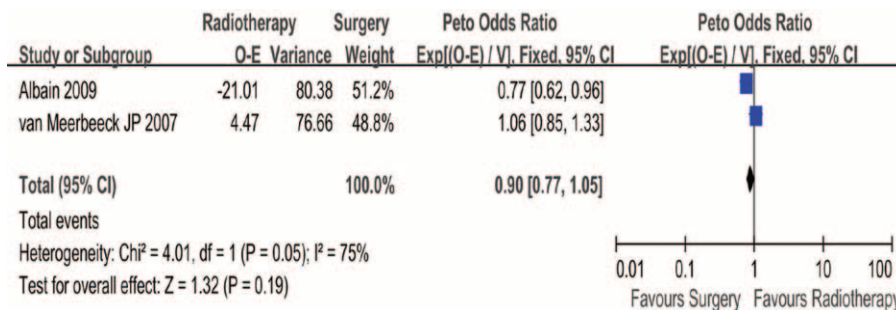 Radiotherapy Surgery Peto Odds Ratio Peto Odds Ratio
Study or Subgroup O-E Variance Weight Exp[(O-E) / V], Fixed, 95% CI Exp[(O-E) / V], Fixed, 95% CI
Albain 2009 -21.01 80.38 51.2% 0.77 [0.62, 0.96]
van Meerbeeck JP 2007 4.47 76.66 48.8% 1.06 [0.85, 1.33]
Total (95% CI) 100.0% 0.90 [0.77, 1.05]
Total events
Heterogeneity: Chi² = 4.01, df = 1 (P = 0.05); I² = 75%
Test for overall effect: Z = 1.32 (P = 0.19)
0.01 0.1 1 10 100
Favours Surgery Favours Radiotherapy